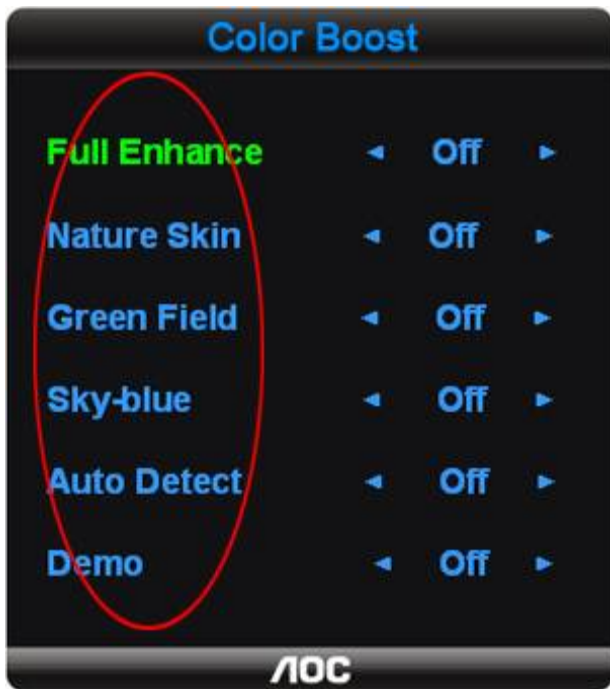 Color Boost
Full Enhance Off
Nature Skin Off
Green Field Off
Sky-blue Off
Auto Detect Off
Demo Off
AOC